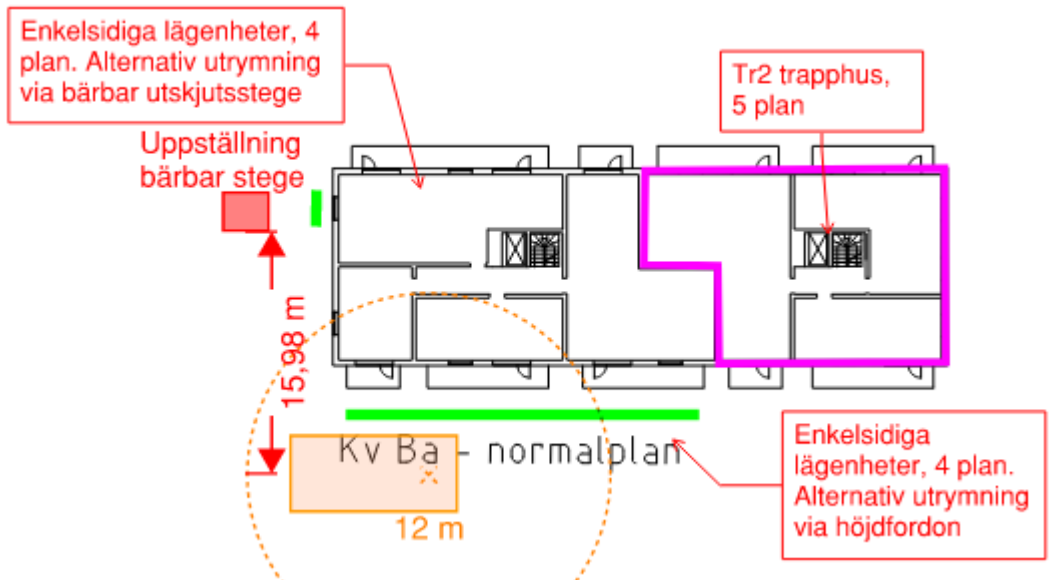 Enkelsidiga lägenheter, 4
plan. Alternativ utrymning
via bärbar utskjutsstege
Tr2 trapphus,
5 plan
Uppställning
bärbar stege
15,98 m
Kv Ba - normalplan
12 m
Enkelsidiga
lägenheter, 4 plan.
Alternativ utrymning
via höjdfordon